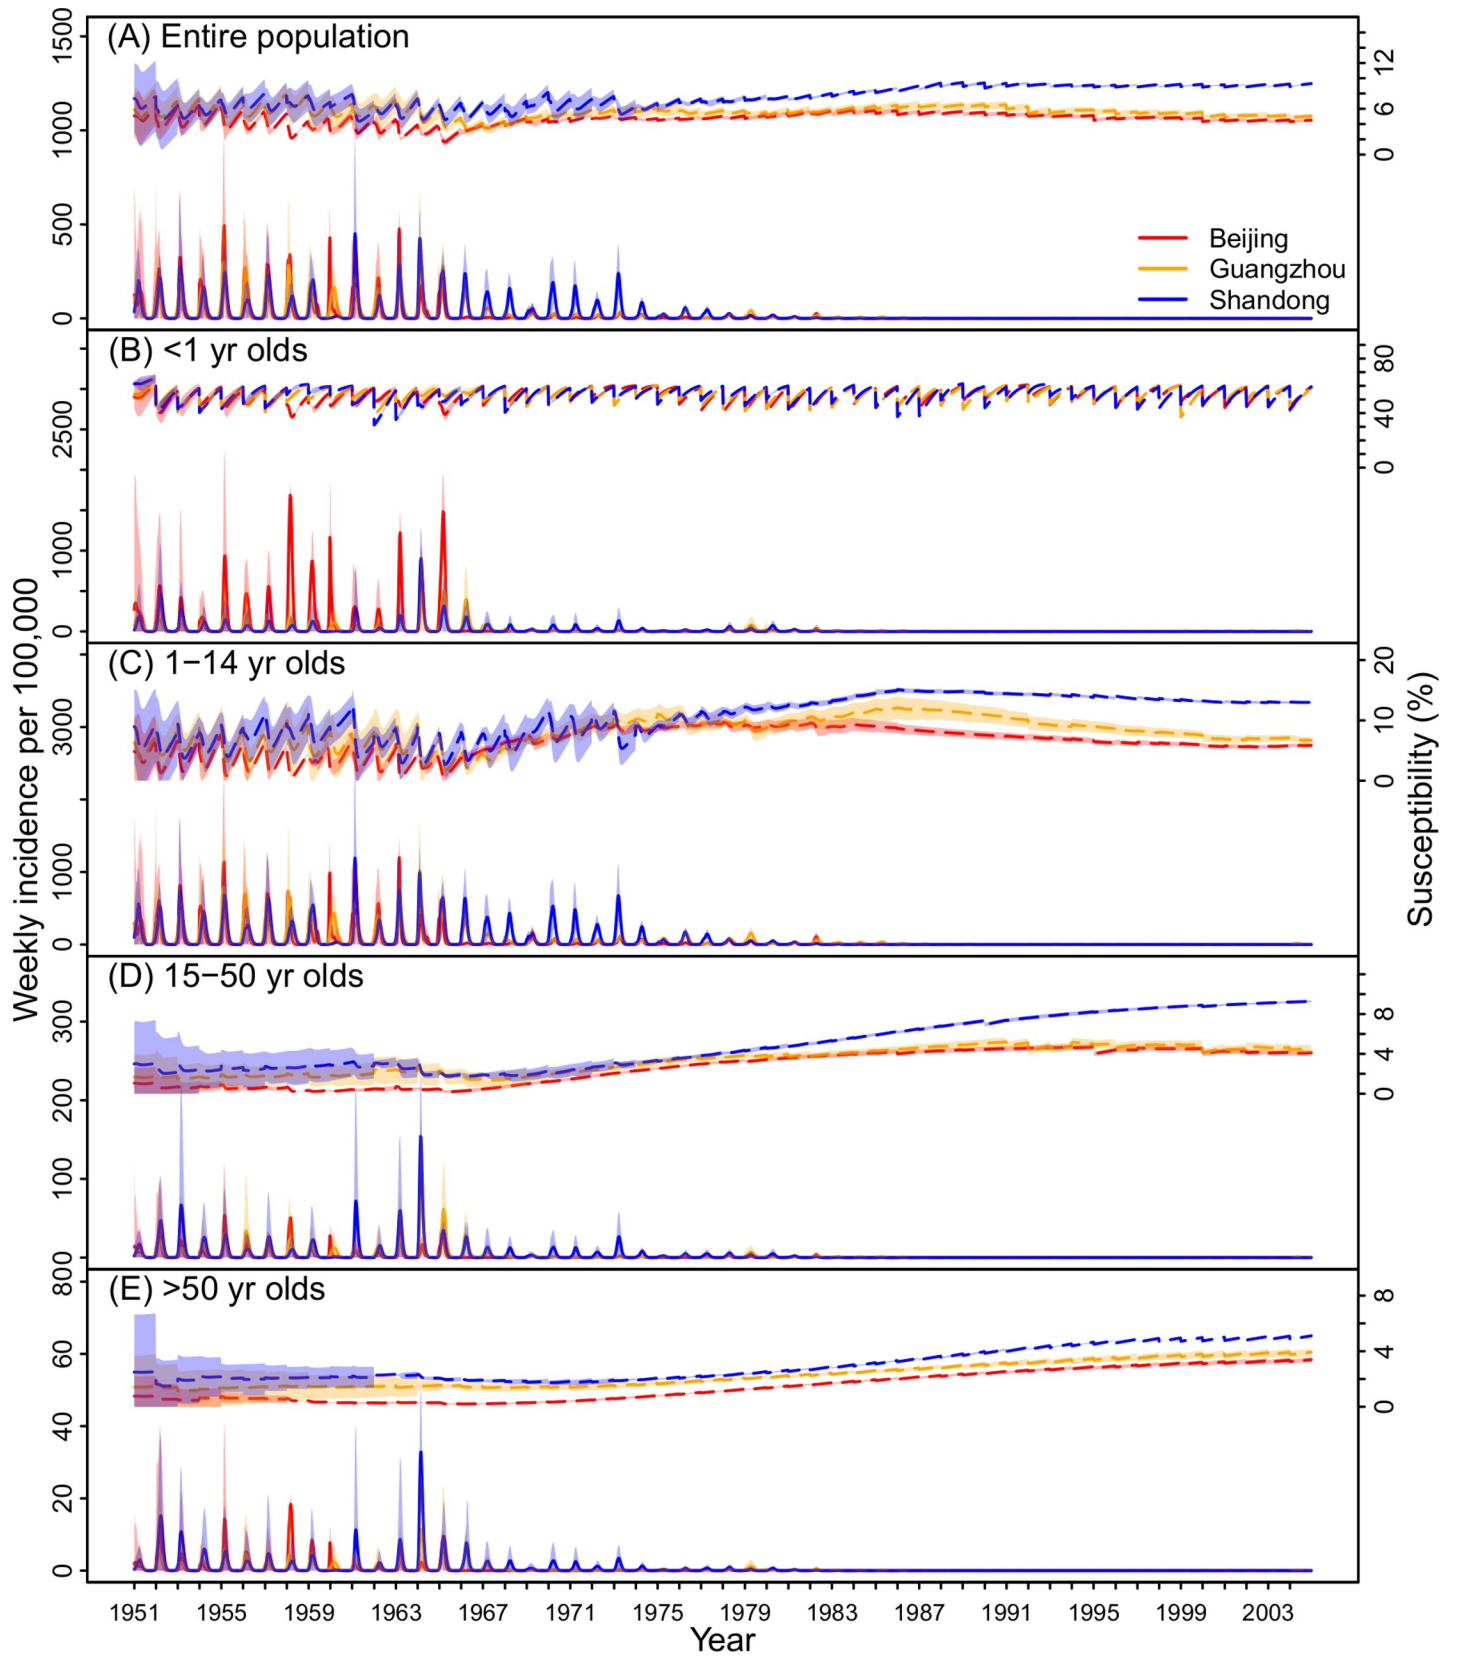 (A) Entire population
1500
1000
500
0
12
6
0
Beijing
Guangzhou
Shandong
(B) <1 yr olds
2500
1000
0
80
40
0
(C) 1−14 yr olds
3000
1000
0
20
10
0
Weekly incidence per 100,000
Susceptibility (%)
(D) 15−50 yr olds
300
200
100
0
8
4
0
(E) >50 yr olds
80
60
40
20
0
8
4
0
1951 1955 1959 1963 1967 1971 1975 1979 1983 1987 1991 1995 1999 2003
Year